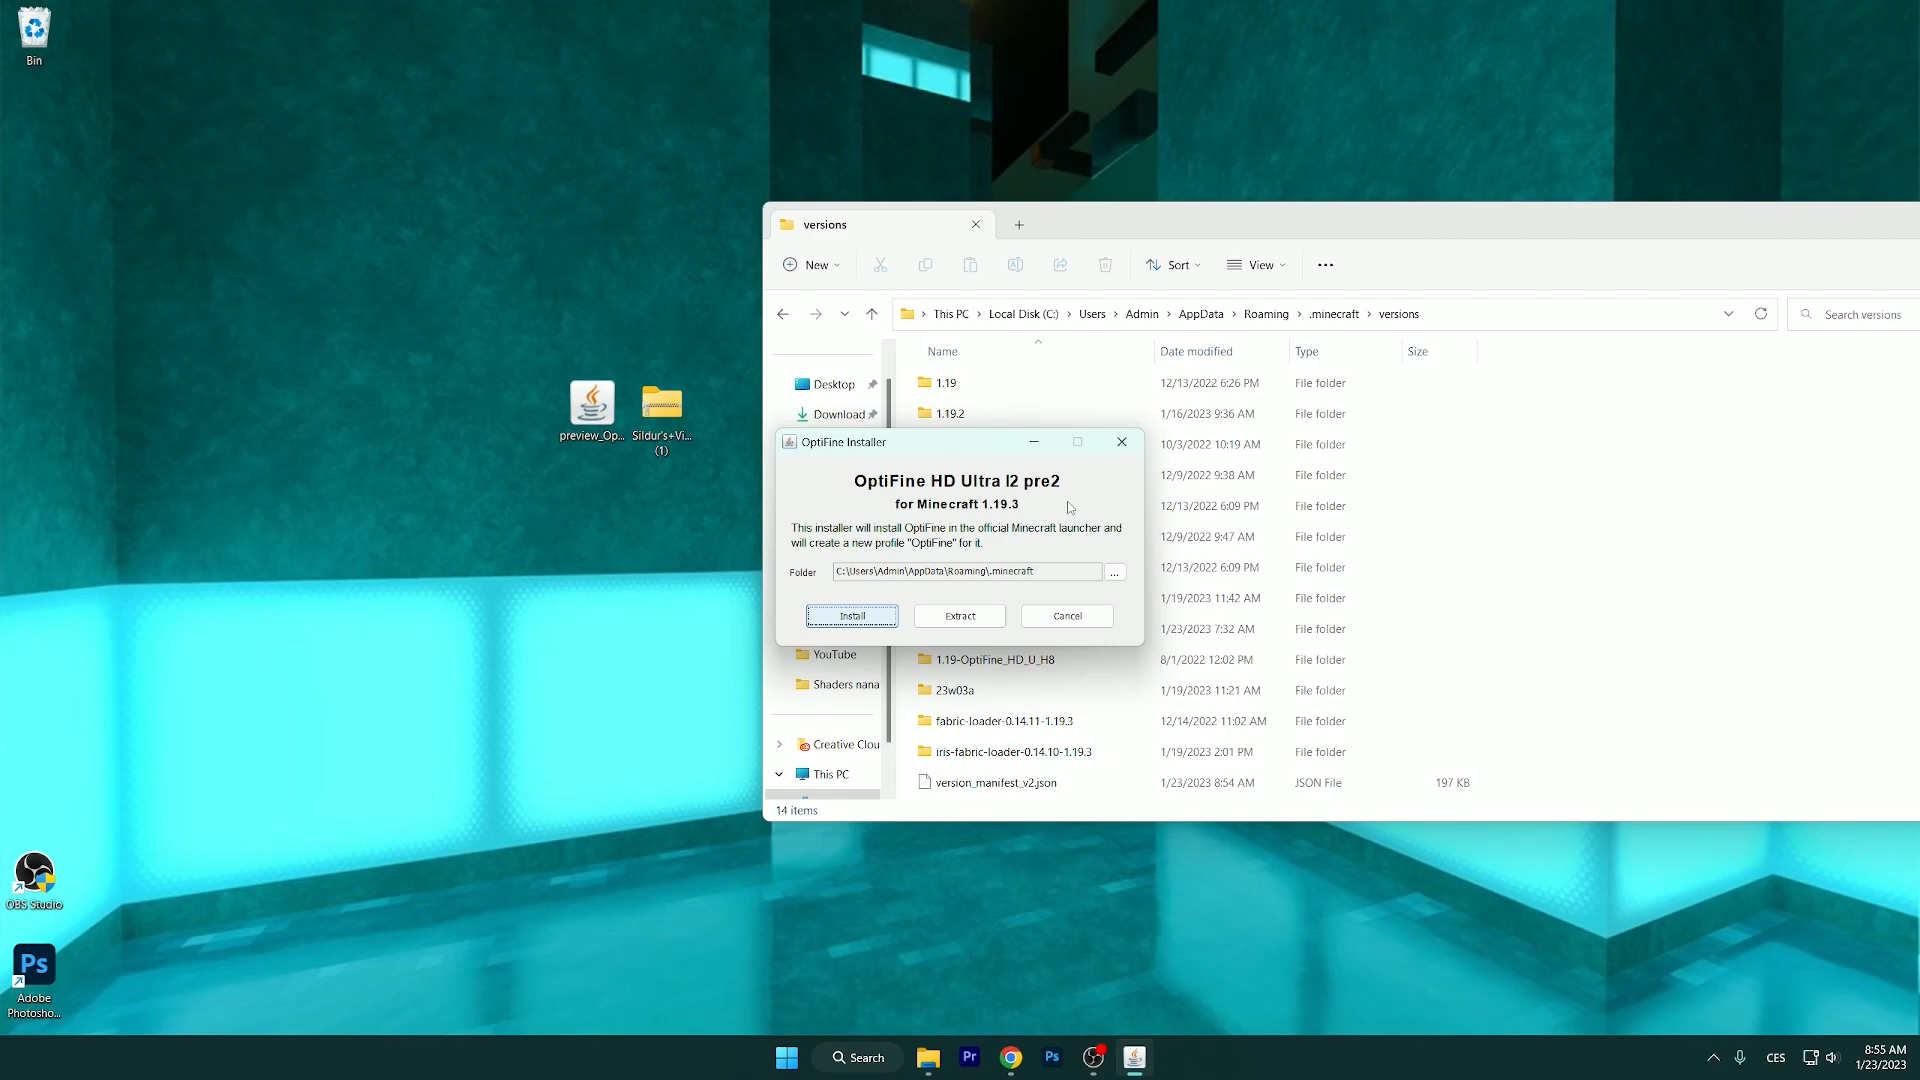 Bin
preview_Op...
Sildur's+Vi...
(1)
OBS Studio
Ps
Adobe
Photosho...
versions
New
Sort
View
This PC
Local Disk (C:)
Users
Admin
AppData
Roaming
.minecraft
versions
Search versions
Name
Date modified
Type
Size
Desktop
Download
YouTube
Shaders nana
Creative Clou
This PC
1.19
12/13/2022 6:26 PM
File folder
1.19.2
1/16/2023 9:36 AM
File folder
10/3/2022 10:19 AM
File folder
12/9/2022 9:38 AM
File folder
12/13/2022 6:09 PM
File folder
12/9/2022 9:47 AM
File folder
12/13/2022 6:09 PM
File folder
1/19/2023 11:42 AM
File folder
1/23/2023 7:32 AM
File folder
1.19-OptiFine_HD_U_H8
8/1/2022 12:02 PM
File folder
23w03a
1/19/2023 11:21 AM
File folder
fabric-loader-0.14.11-1.19.3
12/14/2022 11:02 AM
File folder
iris-fabric-loader-0.14.10-1.19.3
1/19/2023 2:01 PM
File folder
version_manifest_v2.json
1/23/2023 8:54 AM
JSON File
197 KB
14 items
OptiFine Installer
OptiFine HD Ultra I2 pre2
for Minecraft 1.19.3
This installer will install OptiFine in the official Minecraft launcher and
will create a new profile "OptiFine" for it.
Folder
C:\Users\Admin\AppData\Roaming\.minecraft
...
Install
Extract
Cancel
Search
Pr
Ps
CES
8:55 AM
1/23/2023